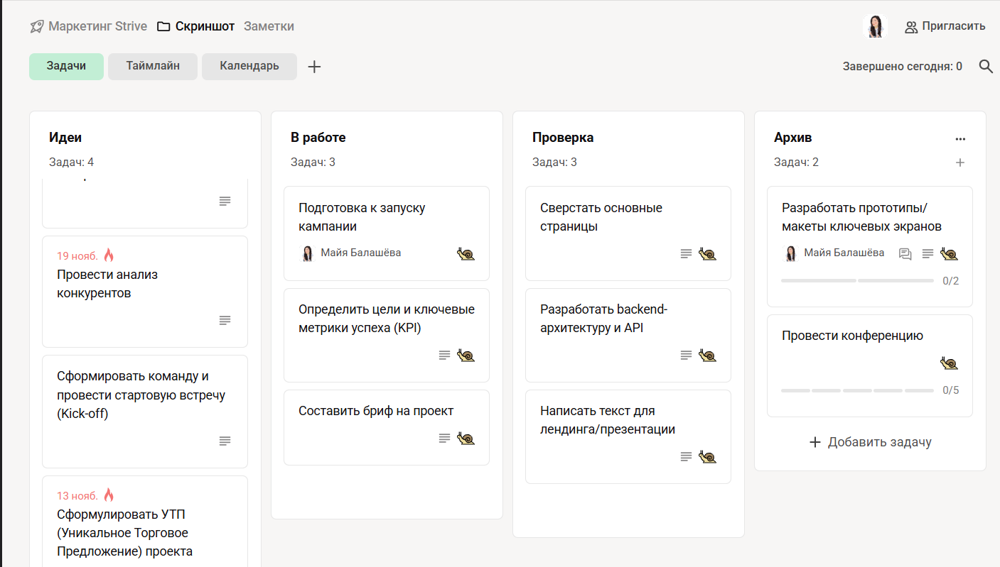 Маркетинг Strive Скриншот Заметки
Пригласить
Задачи Таймлайн Календарь
Завершено сегодня: 0
Идеи
Задач: 4
19 нояб.
Провести анализ
конкурентов
Сформировать команду и
провести стартовую встречу
(Kick-off)
13 нояб.
Сформулировать УТП
(Уникальное Торговое
Предложение) проекта
В работе
Задач: 3
Подготовка к запуску
кампании
Майя Балашёва
Определить цели и ключевые
метрики успеха (KPI)
Составить бриф на проект
Проверка
Задач: 3
Сверстать основные
страницы
Разработать backend-
архитектуру и API
Написать текст для
лендинга/презентации
Архив
Задач: 2
Разработать прототипы/
макеты ключевых экранов
Майя Балашёва
0/2
Провести конференцию
0/5
Добавить задачу